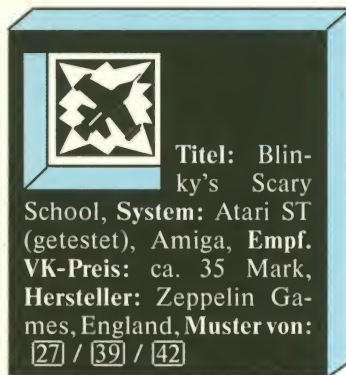 Titel: Blin-
ky's Scary
School, System: Atari ST
(getestet), Amiga, Empf.
VK-Preis: ca. 35 Mark,
Hersteller: Zeppelin Ga-
mes, England, Muster von:
27 / 39 / 42